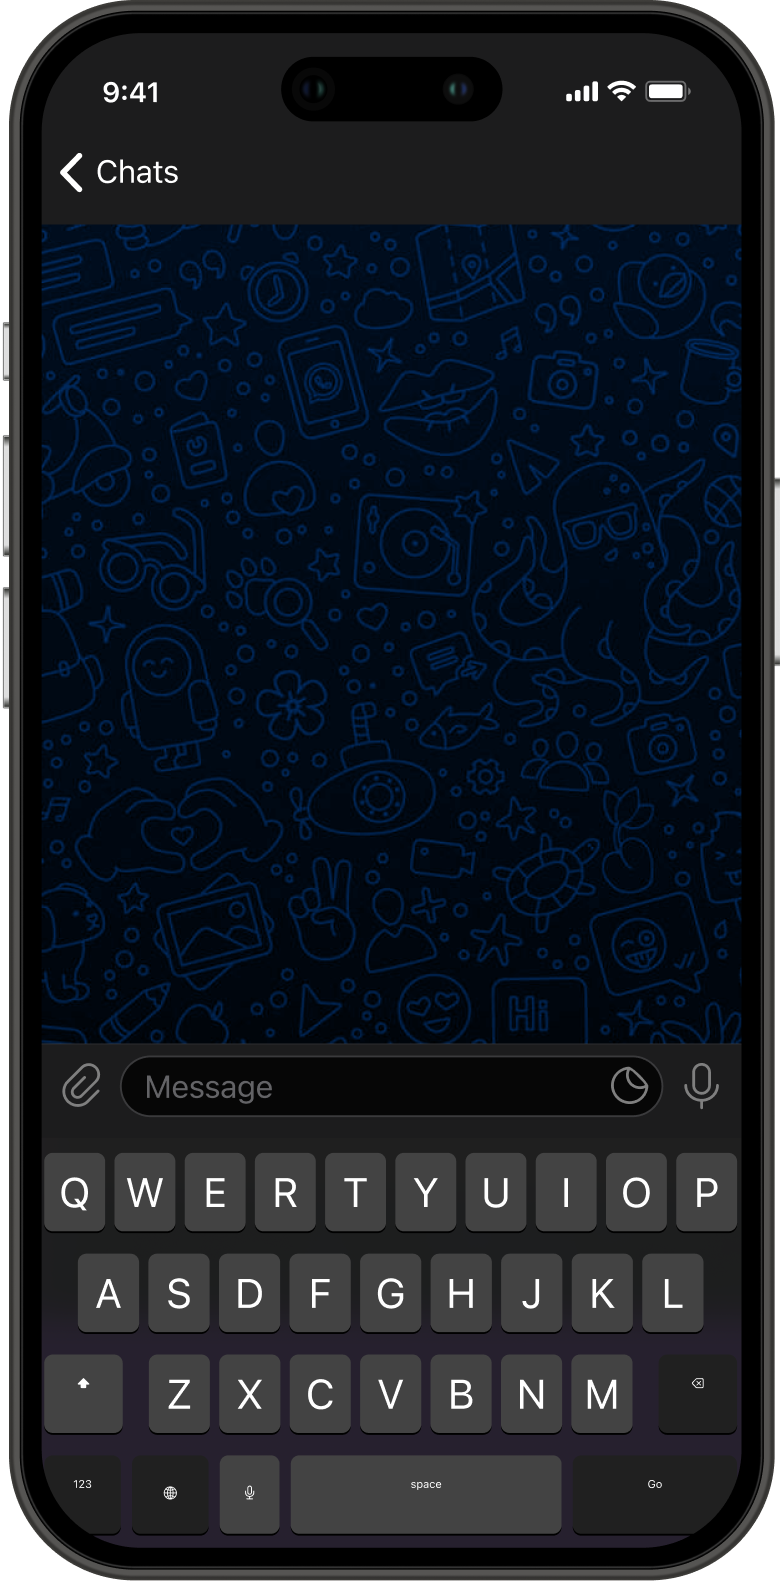 9:41
Chats
Hi
Message
Q W E R T Y U I O P
A S D F G H J K L
Z X C V B N M
123 space Go